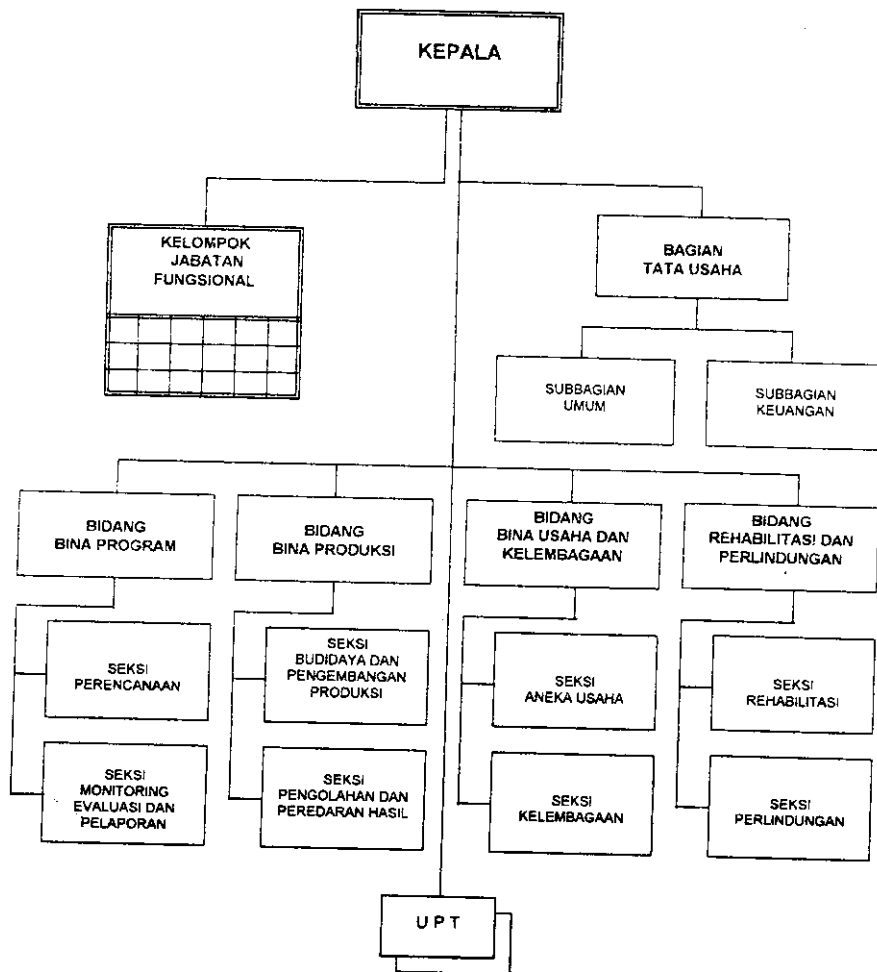 KEPALA
KELOMPOK
JABATAN
FUNGSIONAL
BAGIAN
TATA USAHA
SUBBAGIAN
UMUM
SUBBAGIAN
KEUANGAN
BIDANG
BINA PROGRAM
BIDANG
BINA PRODUKSI
BIDANG
BINA USAHA DAN
KELEMBAGAAN
BIDANG
REHABILITASI DAN
PERLINDUNGAN
SEKSI
PERENCANAAN
SEKSI
BUDIDAYA DAN
PENGEMBANGAN
PRODUKSI
SEKSI
ANEKA USAHA
SEKSI
REHABILITASI
SEKSI
MONITORING
EVALUASI DAN
PELAPORAN
SEKSI
PENGOLAHAN DAN
PEREDARAN HASIL
SEKSI
KELEMBAGAAN
SEKSI
PERLINDUNGAN
U P T